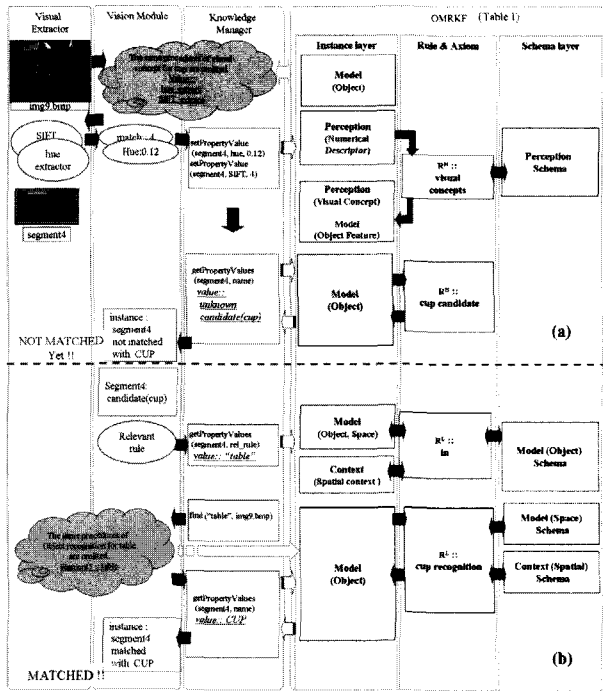 Visual
Extractor
Vision Module
Knowledge
Manager
OMRKF (Table 1)
Instance layer
Rule & Axiom
Schema layer
img9.bmp
SIFT
hue
extractor
match: 4
Hue:0.12
segment4
setPropertyValue
(segment4, hue, 0.12)
setPropertyValue
(segment4, SIFT, 4)
Model
(Object)
Perception
(Numerical
Descriptor)
Perception
(Visual Concept)
Model
(Object Feature)
visual
concepts
Perception
Schema
getPropertyValues
(segment4, name)
value::
unknown
candidate(cup)
Model
(Object)
cup candidate
instance :
segment4
not matched
with CUP
NOT MATCHED
Yet !!
(a)
Segment4:
candidate(cup)
Relevant
rule
getPropertyValues
(segment4, rel_rule)
value:: "table"
Model
(Object, Space)
Context
(Spatial context )
in
Model (Object)
Schema
find ("table", img9.bmp)
Object recognition for table
are omitted.
Model
(Object)
cup recognition
Model (Space)
Schema
Context (Spatial)
Schema
getPropertyValues
(segment4, name)
value:: CUP
instance :
segment4
matched
with CUP
MATCHED !!
(b)